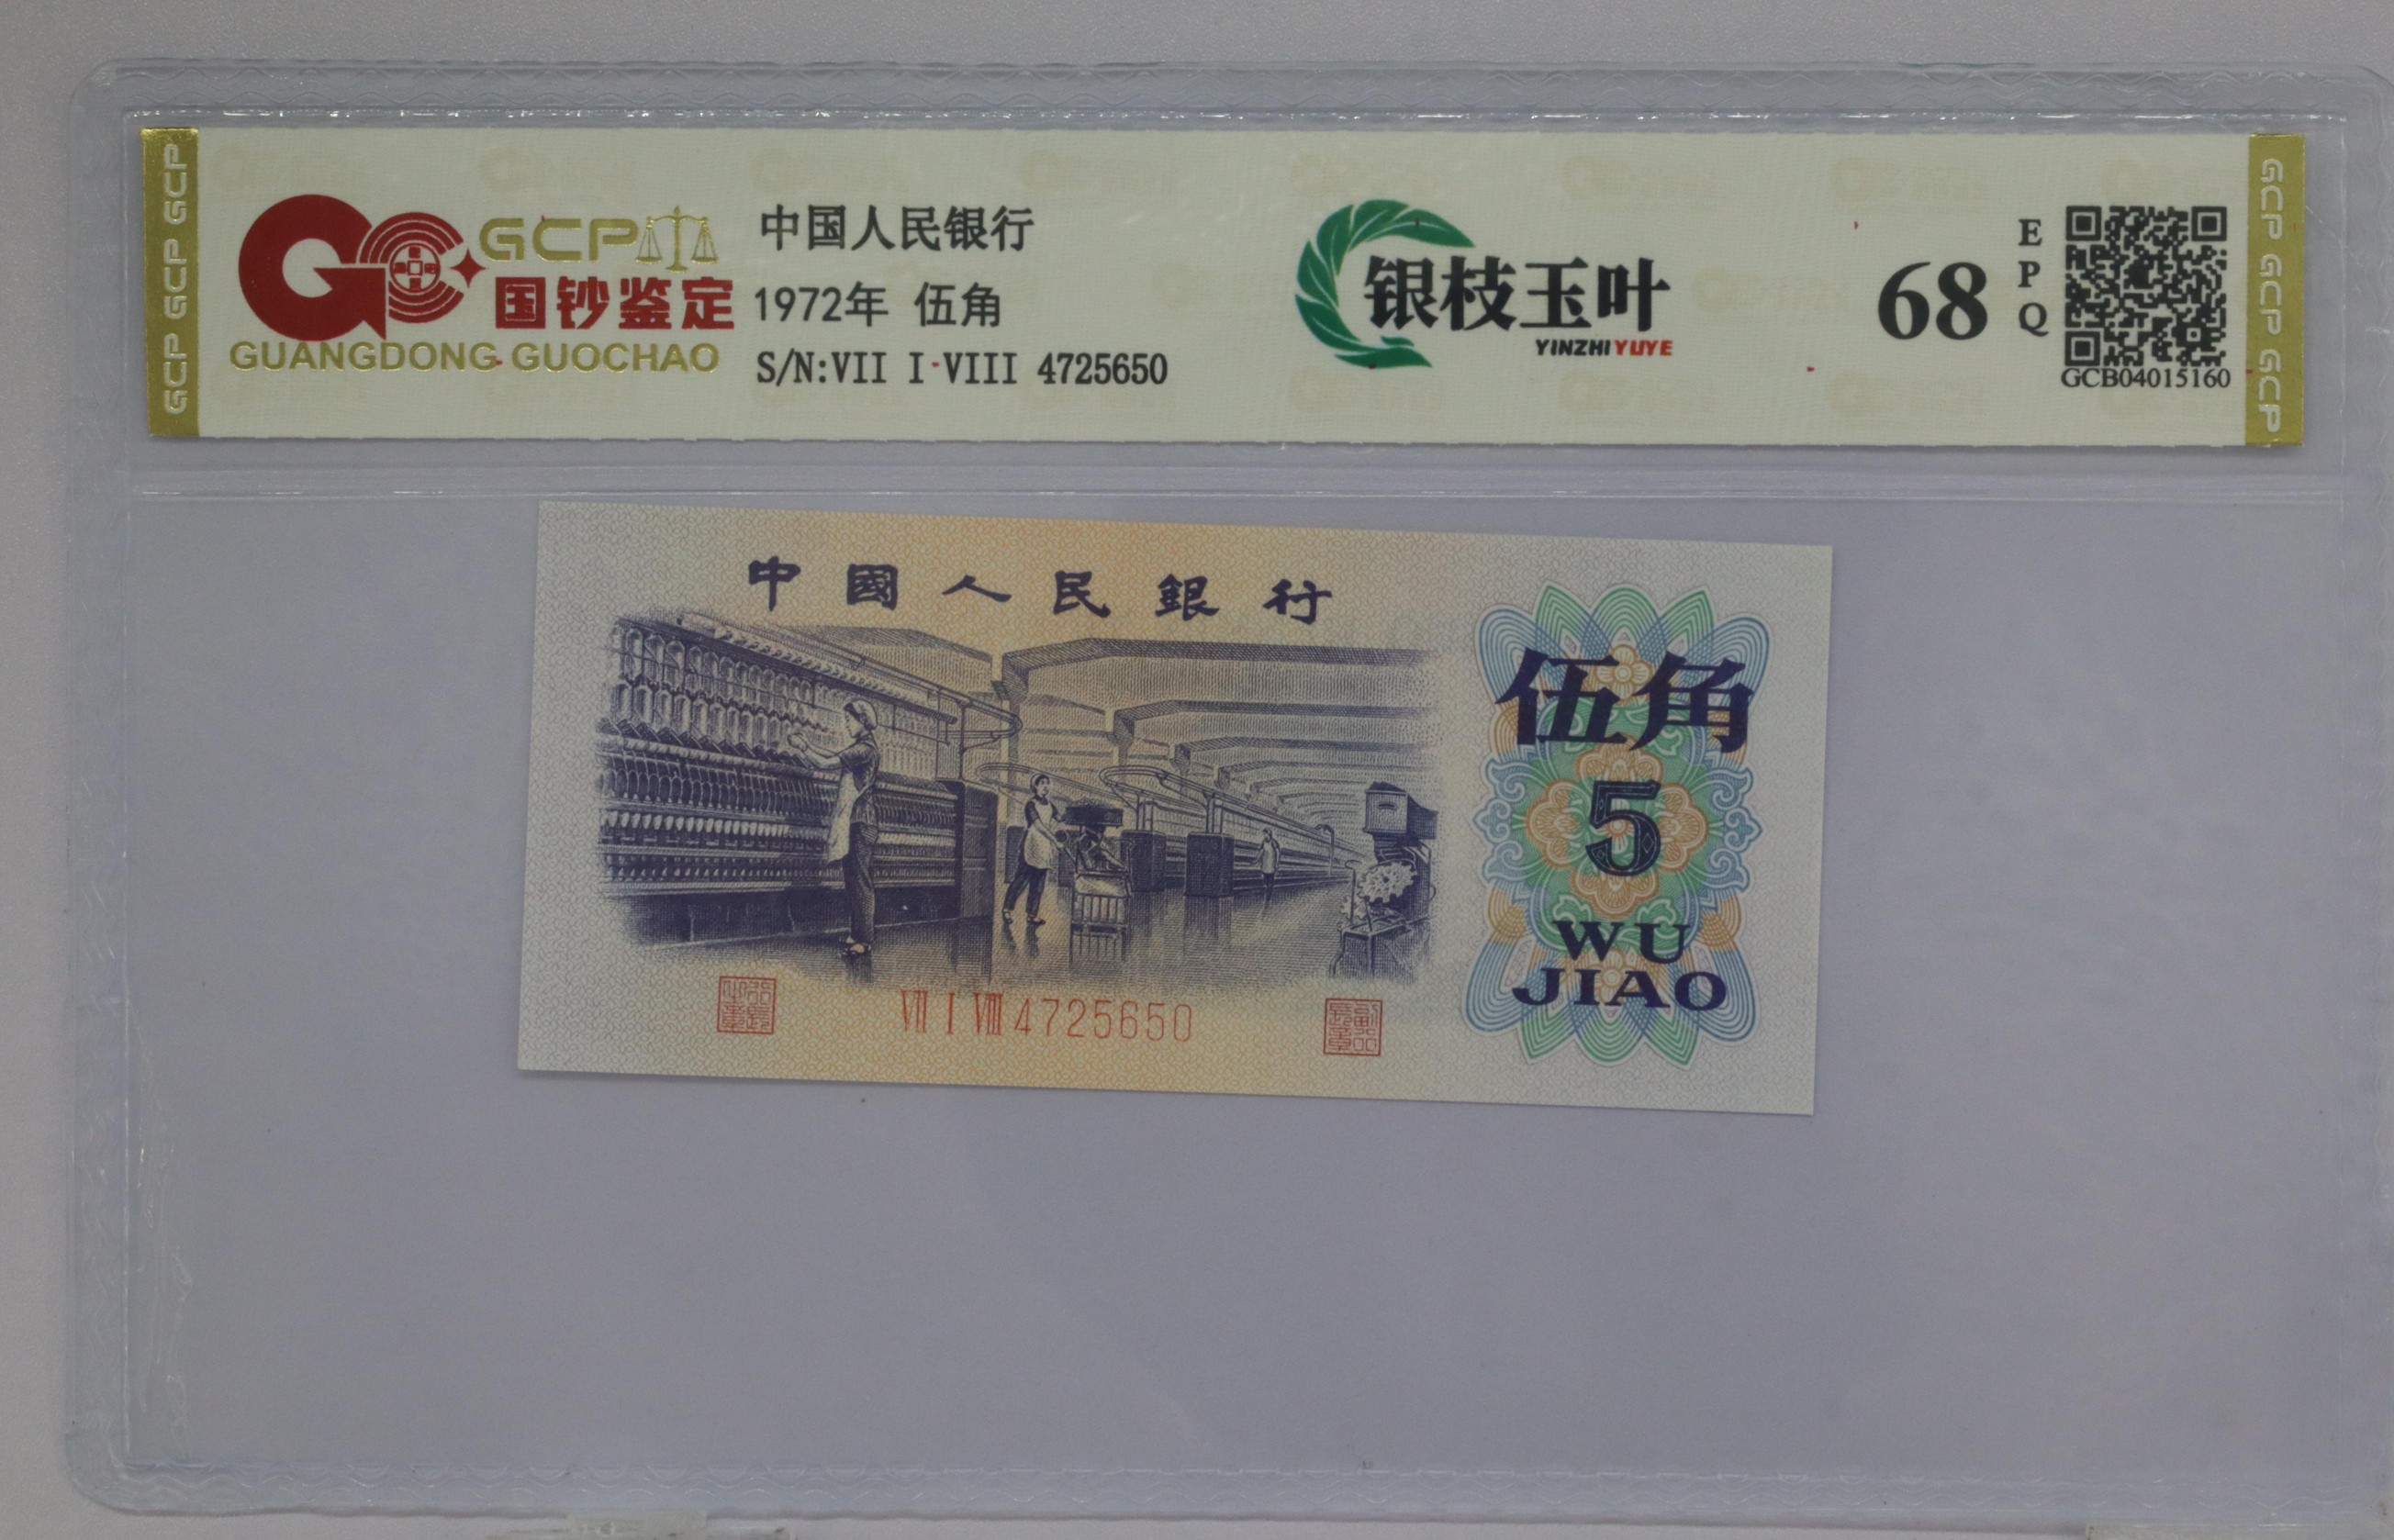 GCP GCP GCP
GCP
国钞鉴定
GUANGDONG GUOCHAO
中国人民银行
1972年 伍角
S/N:VII I VIII 4725650
银枝玉叶
YINZHIYUYE
68
EPQ
GCB04015160
GCP GCP GCP
中國人民銀行
伍角
5
WU
JIAO
VII I VIII 4725650